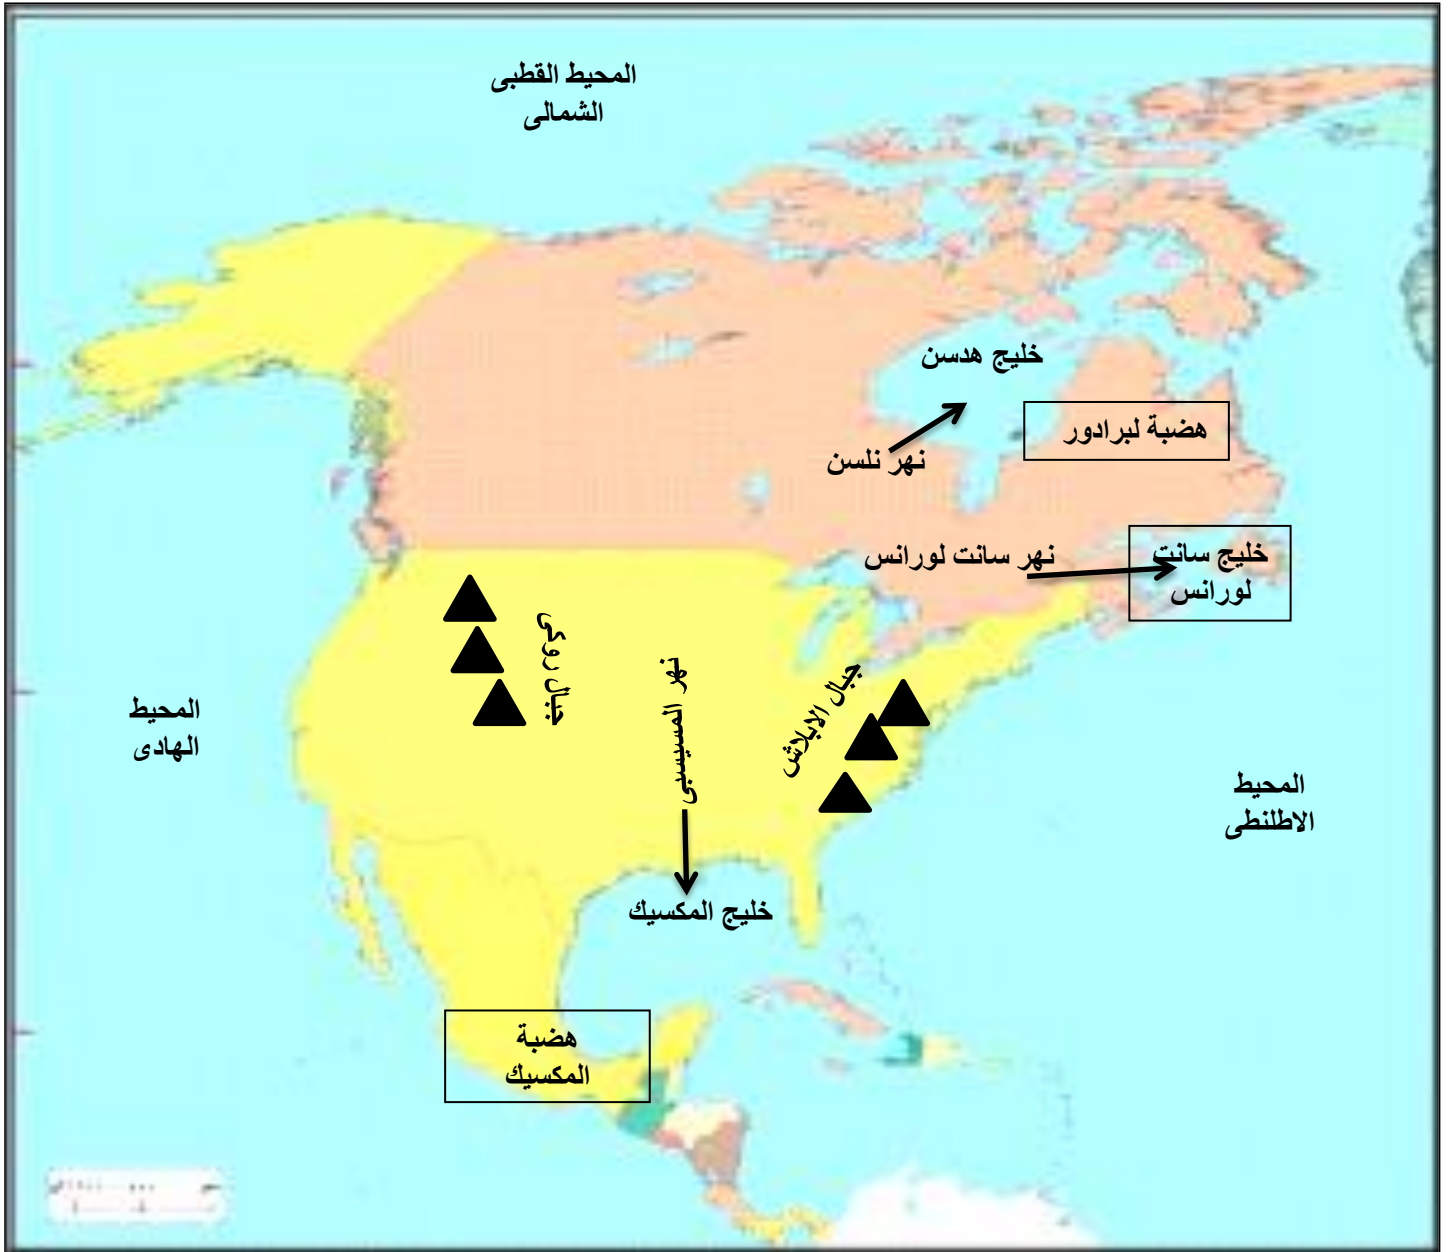 المحيط القطبى
الشمالى
خليج هدسن
هضبة لبرادور
نهر نلسن
نهر سانت لورانس
خليج سانت
لورانس
جبال روكى
نهر المسيسبى
جبال الابلاش
المحيط
الهادى
المحيط
الاطلنطى
خليج المكسيك
هضبة
المكسيك